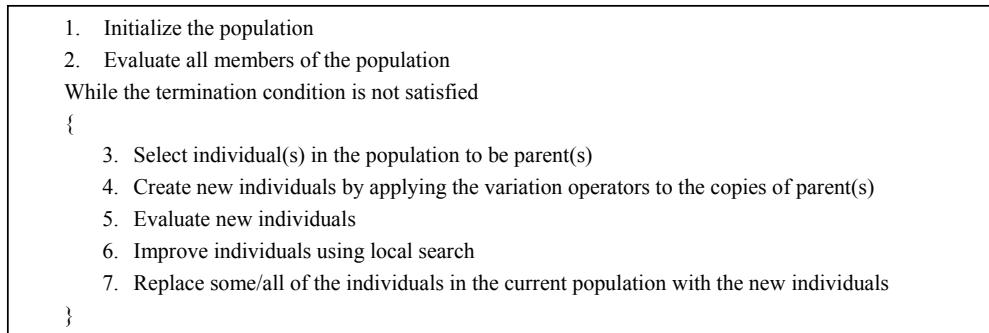 1. Initialize the population
2. Evaluate all members of the population
While the termination condition is not satisfied
{
3. Select individual(s) in the population to be parent(s)
4. Create new individuals by applying the variation operators to the copies of parent(s)
5. Evaluate new individuals
6. Improve individuals using local search
7. Replace some/all of the individuals in the current population with the new individuals
}